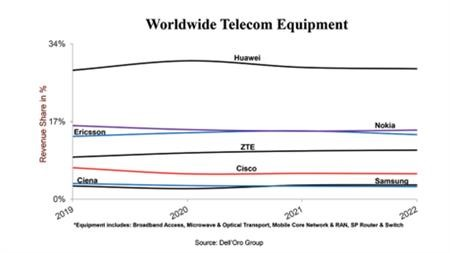 Worldwide Telecom Equipment
34%
Huawei
Revenue Share in %
17%
Nokia
Ericsson
ZTE
Cisco
Ciena
Samsung
0%
2019 2020 2021 2022
*Equipment includes: Broadband Access, Microwave & Optical Transport, Mobile Core Network & RAN, SP Router & Switch
Source: Dell'Oro Group